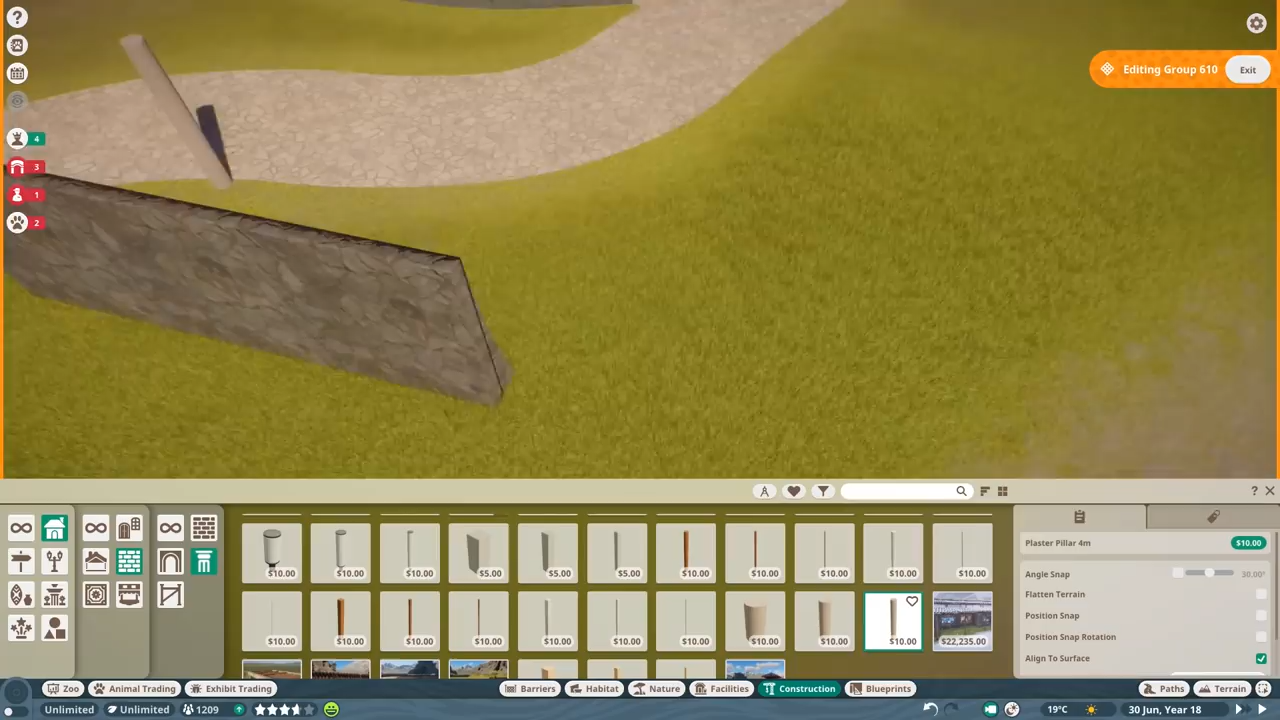 ?
Editing Group 610
Exit
4
3
1
2
? ✕
$10.00 $10.00 $10.00 $5.00 $5.00 $5.00 $10.00 $10.00 $10.00 $10.00 $10.00
$10.00 $10.00 $10.00 $10.00 $10.00 $10.00 $10.00 $10.00 $10.00 $10.00 $22,235.00
Plaster Pillar 4m $10.00
Angle Snap 30.00°
Flatten Terrain
Position Snap
Position Snap Rotation
Align To Surface
Zoo Animal Trading Exhibit Trading Barriers Habitat Nature Facilities Construction Blueprints Paths Terrain
Unlimited Unlimited 1209 19°C 30 Jun, Year 18